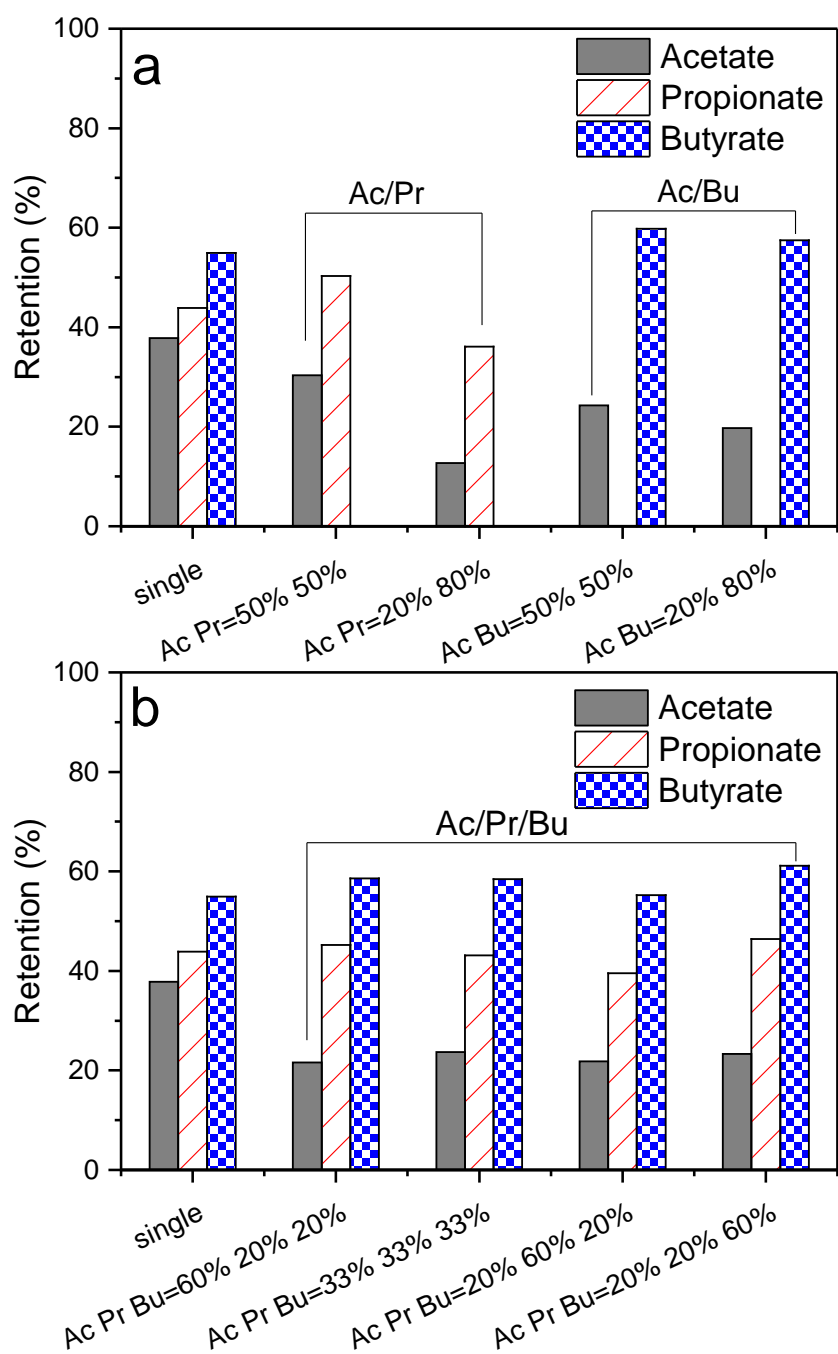 a
Acetate
Propionate
Butyrate
Ac/Pr
Ac/Bu
Retention (%)
100
80
60
40
20
0
single
Ac Pr=50% 50%
Ac Pr=20% 80%
Ac Bu=50% 50%
Ac Bu=20% 80%
b
Acetate
Propionate
Butyrate
Ac/Pr/Bu
Retention (%)
100
80
60
40
20
0
single
Ac Pr Bu=60% 20% 20%
Ac Pr Bu=33% 33% 33%
Ac Pr Bu=20% 60% 20%
Ac Pr Bu=20% 20% 60%